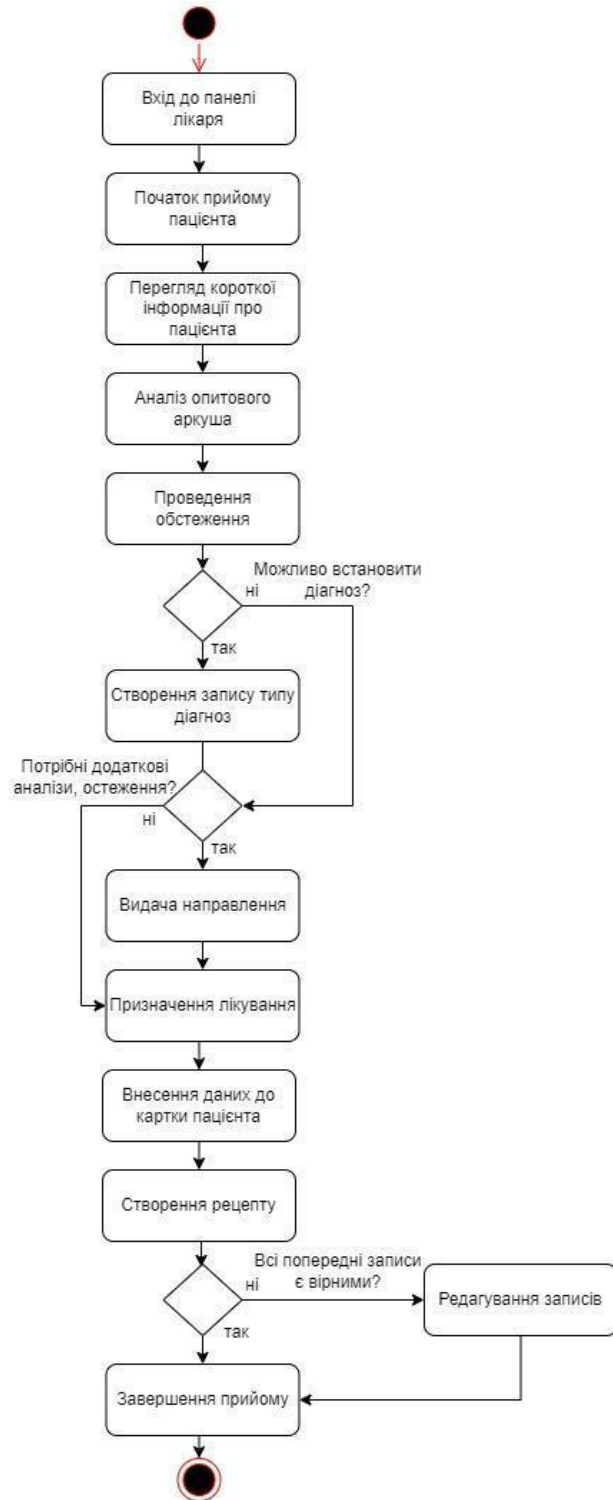 Вхід до панелі
лікаря
Початок прийому
пацієнта
Перегляд короткої
інформації про
пацієнта
Аналіз опитового
аркуша
Проведення
обстеження
Можливо встановити
діагноз?
ні
так
Створення запису типу
діагноз
Потрібні додаткові
аналізи, остеження?
ні
так
Видача направлення
Призначення лікування
Внесення даних до
картки пацієнта
Створення рецепту
Всі попередні записи
є вірними?
ні
так
Редагування записів
Завершення прийому